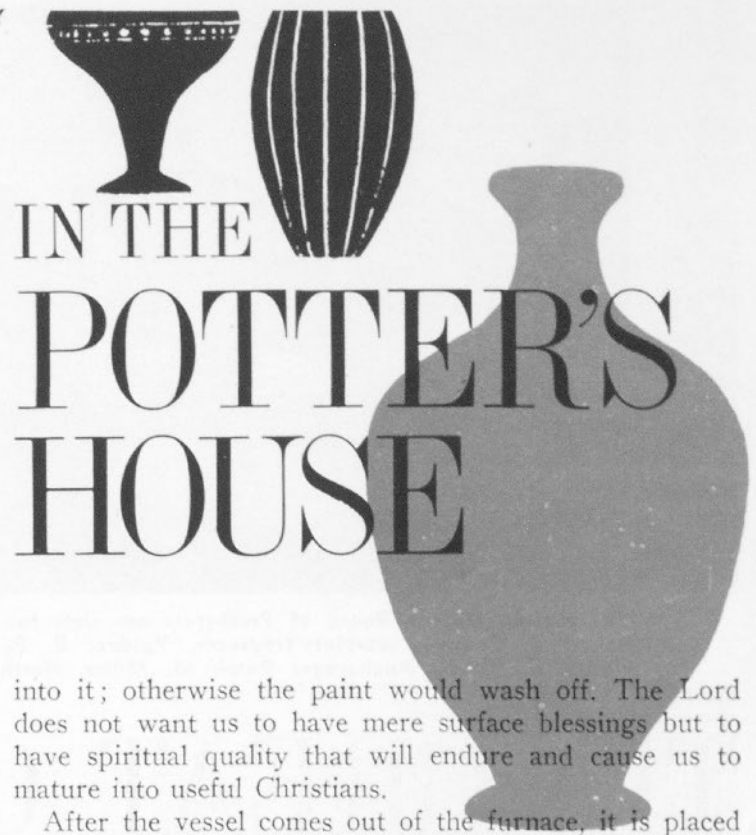 IN THE
POTTER'S
HOUSE
into it; otherwise the paint would wash off. The Lord
does not want us to have mere surface blessings but to
have spiritual quality that will endure and cause us to
mature into useful Christians.
After the vessel comes out of the furnace, it is placed